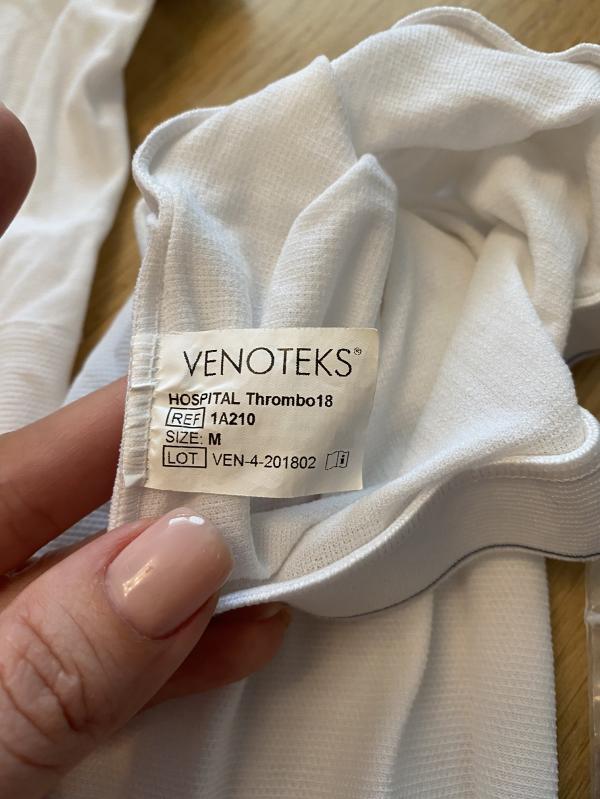 VENOTEKS®
HOSPITAL Thrombo18
REF 1A210
SIZE: M
LOT VEN-4-201802